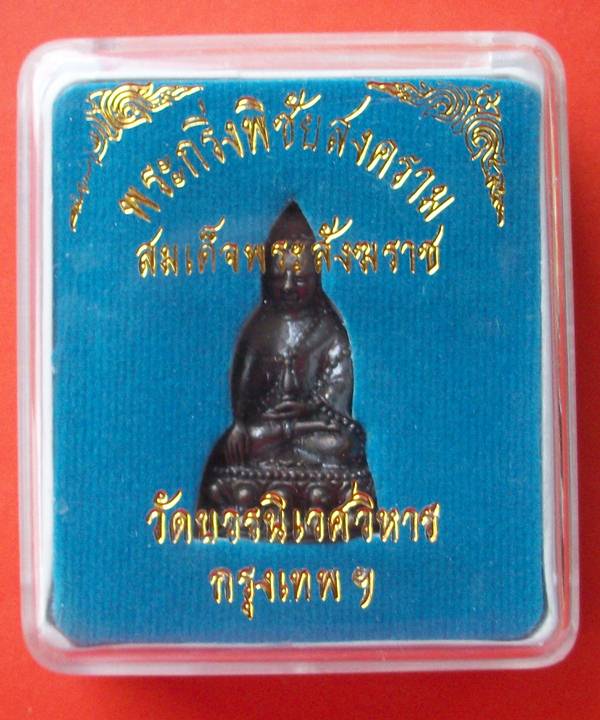 พระกริ่งพิชัยสงคราม
สมเด็จพระสังฆราช
วัดบวรนิเวศวิหาร
กรุงเทพ ฯ